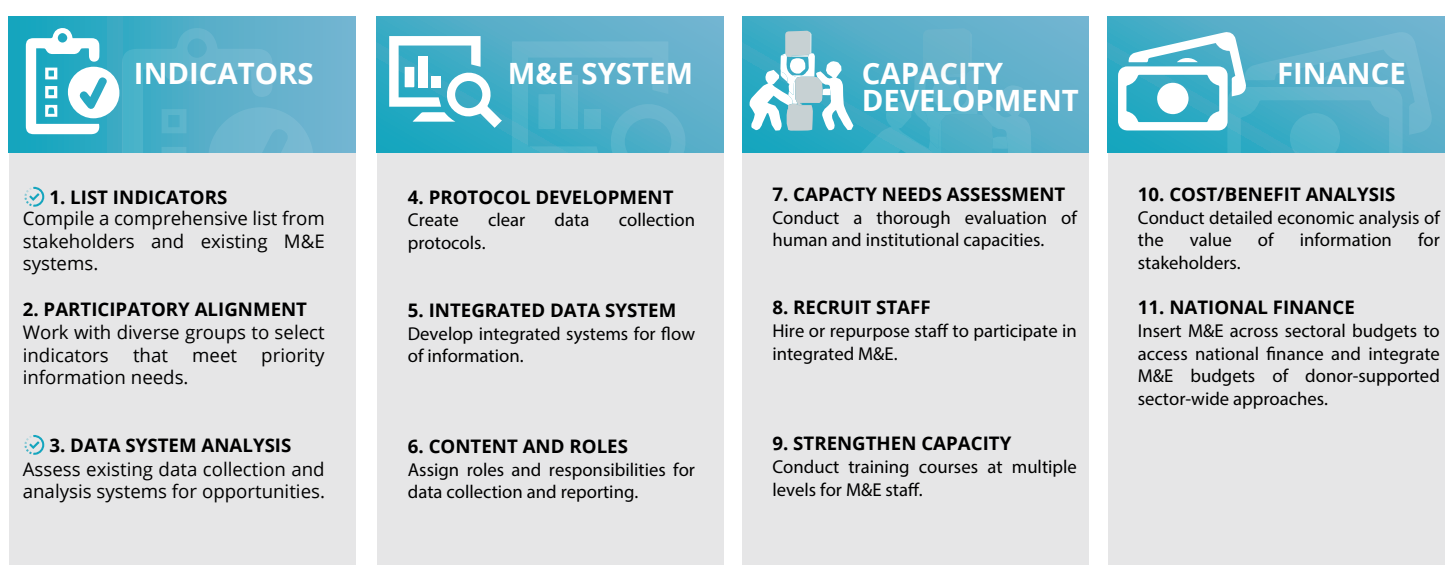 INDICATORS
1. LIST INDICATORS
Compile a comprehensive list from
stakeholders and existing M&E
systems.
2. PARTICIPATORY ALIGNMENT
Work with diverse groups to select
indicators that meet priority
information needs.
3. DATA SYSTEM ANALYSIS
Assess existing data collection and
analysis systems for opportunities.
M&E SYSTEM
4. PROTOCOL DEVELOPMENT
Create clear data collection
protocols.
5. INTEGRATED DATA SYSTEM
Develop integrated systems for flow
of information.
6. CONTENT AND ROLES
Assign roles and responsibilities for
data collection and reporting.
CAPACITY
DEVELOPMENT
7. CAPACTY NEEDS ASSESSMENT
Conduct a thorough evaluation of
human and institutional capacities.
8. RECRUIT STAFF
Hire or repurpose staff to participate in
integrated M&E.
9. STRENGTHEN CAPACITY
Conduct training courses at multiple
levels for M&E staff.
FINANCE
10. COST/BENEFIT ANALYSIS
Conduct detailed economic analysis of
the value of information for
stakeholders.
11. NATIONAL FINANCE
Insert M&E across sectoral budgets to
access national finance and integrate
M&E budgets of donor-supported
sector-wide approaches.